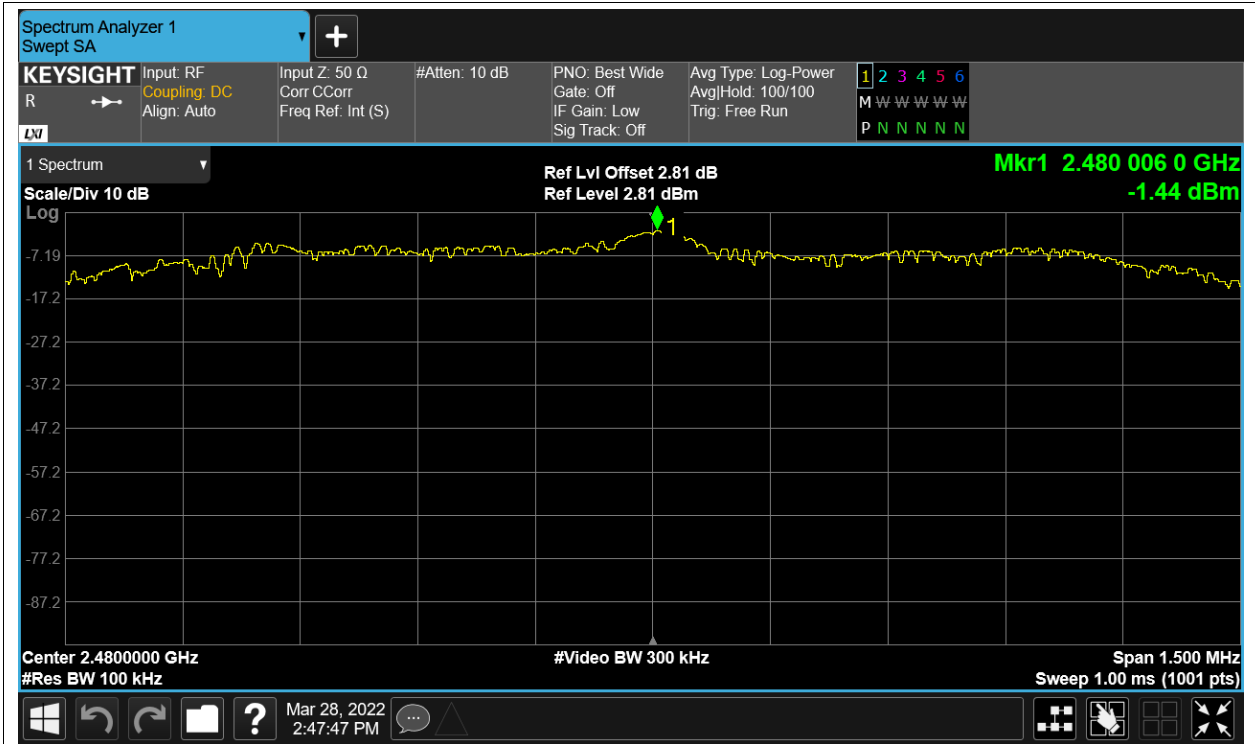 Spectrum Analyzer 1
Swept SA
+
KEYSIGHT
R
LXI
Input: RF
Coupling: DC
Align: Auto
Input Z: 50 Ω
Corr CCorr
Freq Ref: Int (S)
#Atten: 10 dB
PNO: Best Wide
Gate: Off
IF Gain: Low
Sig Track: Off
Avg Type: Log-Power
Avg|Hold: 100/100
Trig: Free Run
1 2 3 4 5 6
M W W W W W
P N N N N N
1 Spectrum
Scale/Div 10 dB
Log
Ref Lvl Offset 2.81 dB
Ref Level 2.81 dBm
Mkr1 2.480 006 0 GHz
-1.44 dBm
1
-7.19
-17.2
-27.2
-37.2
-47.2
-57.2
-67.2
-77.2
-87.2
Center 2.4800000 GHz
#Res BW 100 kHz
#Video BW 300 kHz
Span 1.500 MHz
Sweep 1.00 ms (1001 pts)
?
Mar 28, 2022
2:47:47 PM